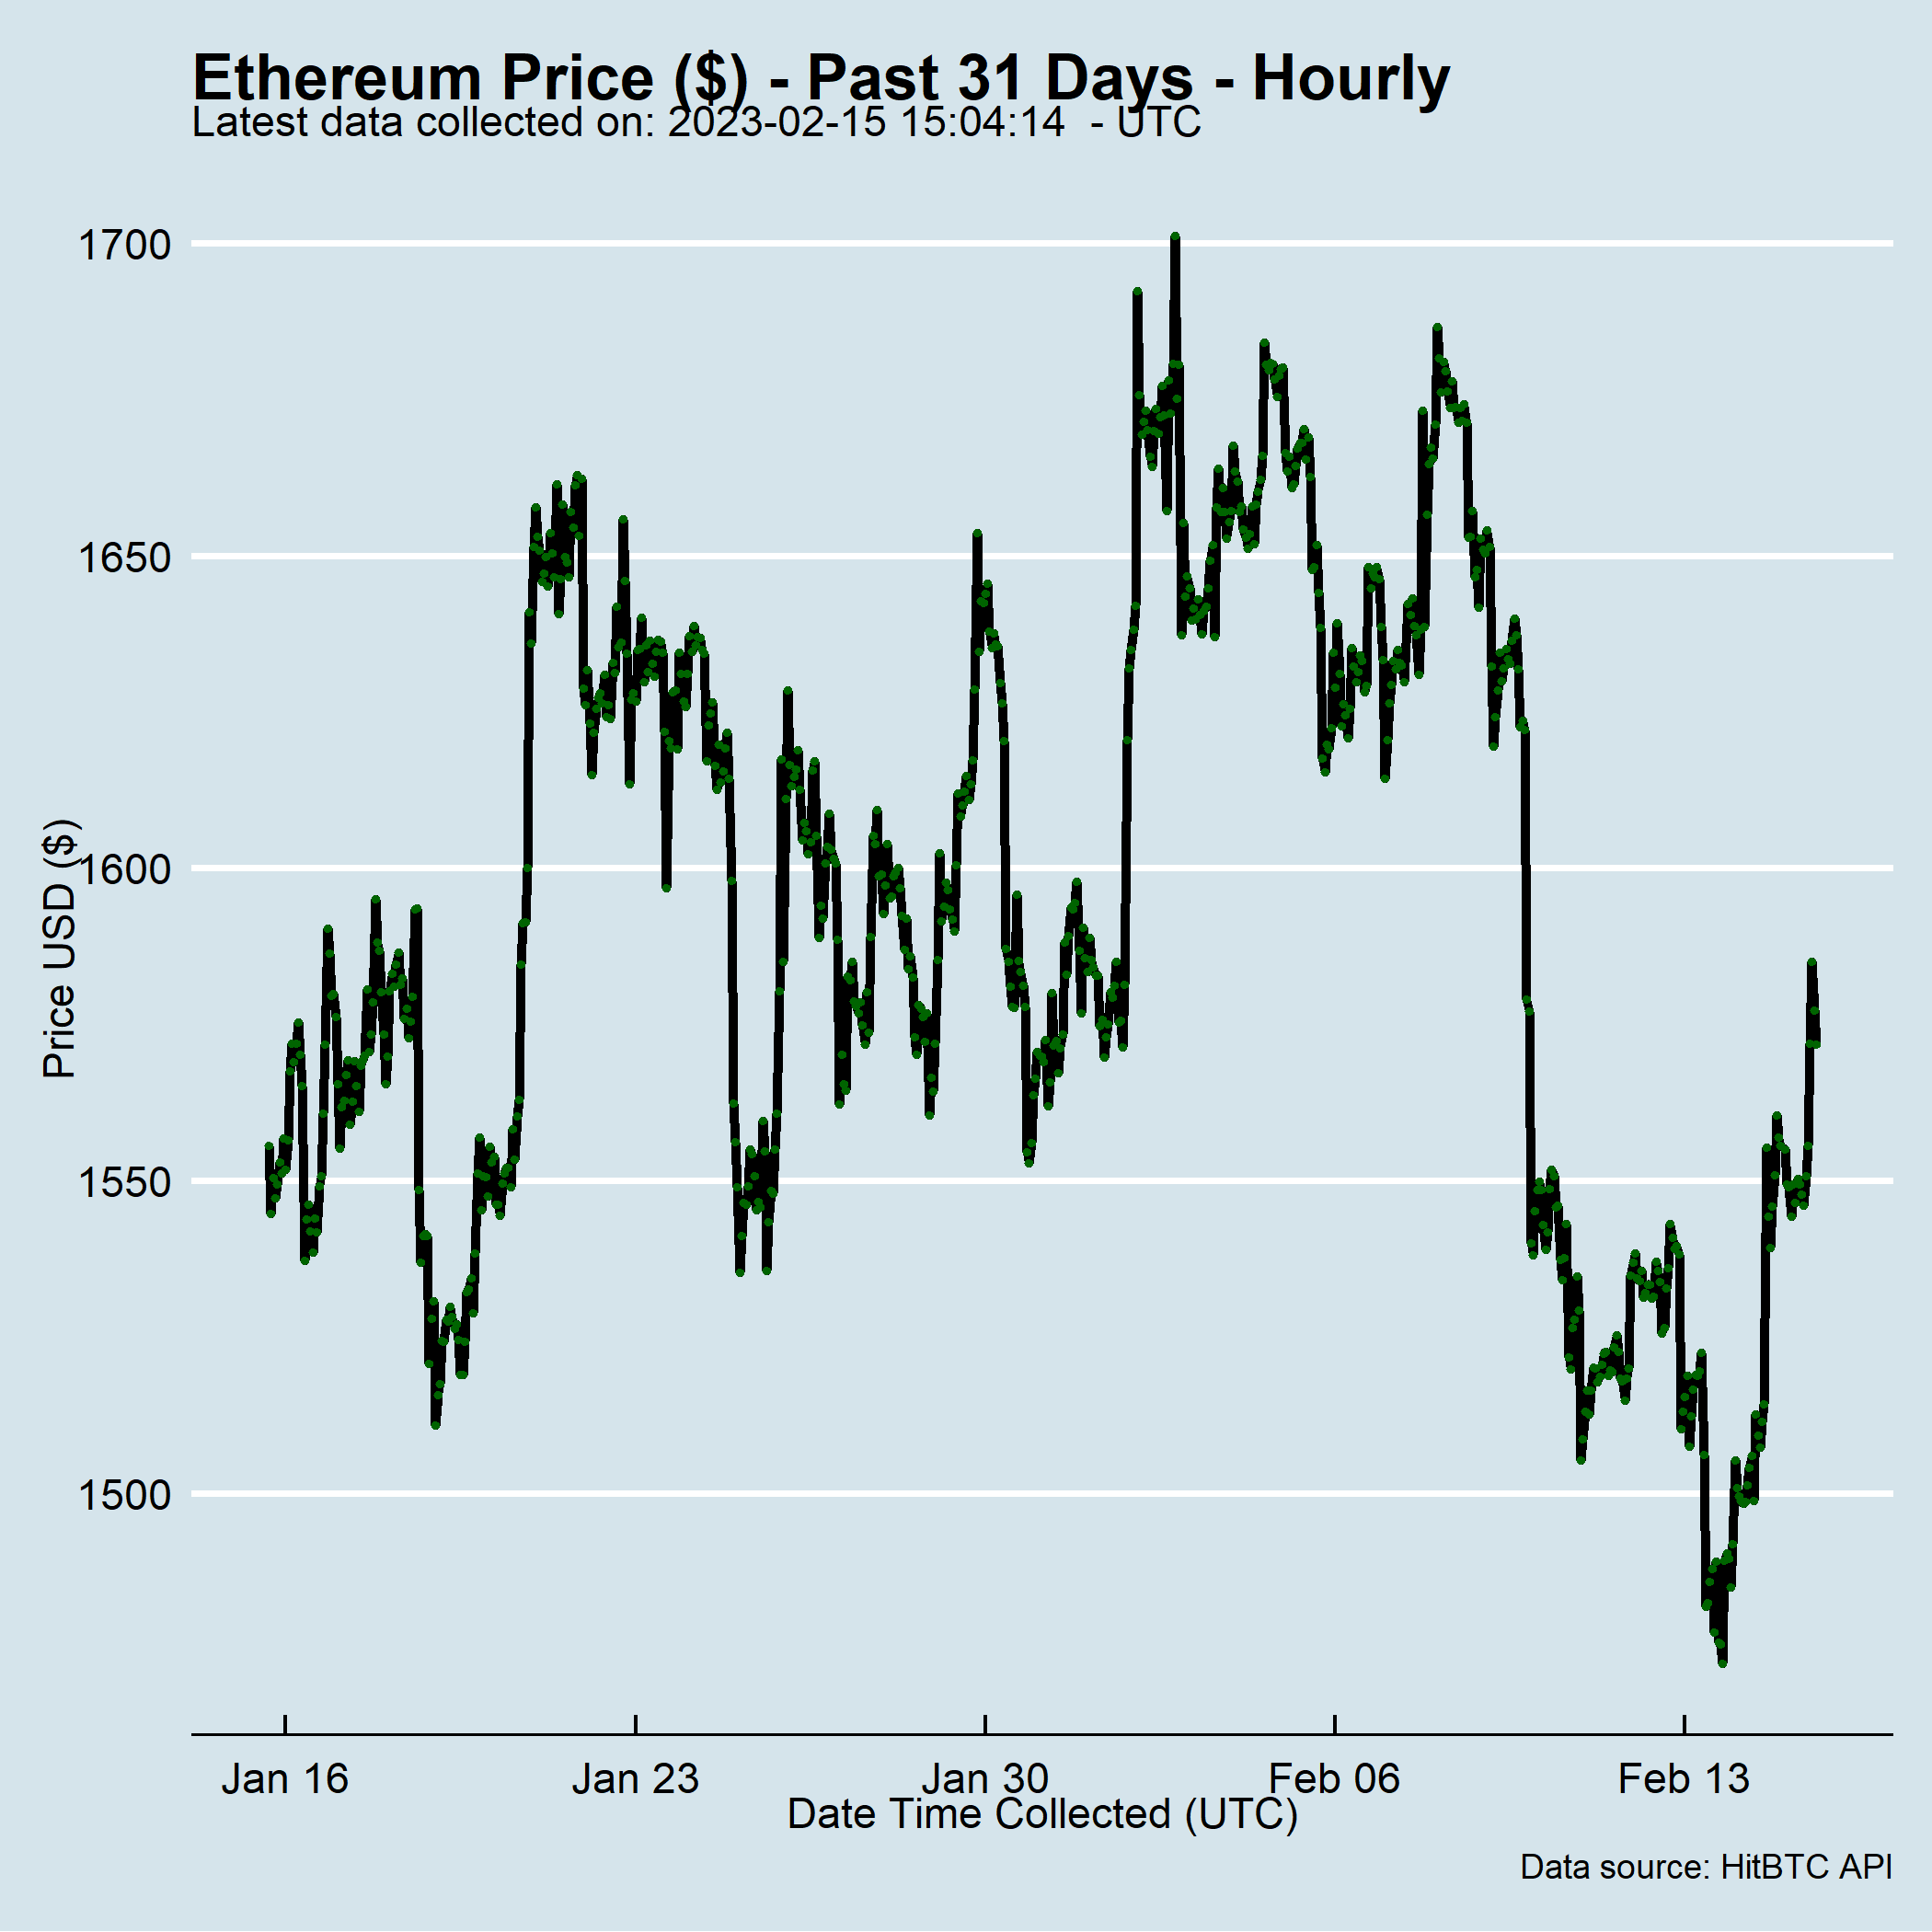 Ethereum Price ($) - Past 31 Days - Hourly
Latest data collected on: 2023-02-15 15:04:14  - UTC
Price USD ($)
1700
1650
1600
1550
1500
Jan 16 Jan 23 Jan 30 Feb 06 Feb 13
Date Time Collected (UTC)
Data source: HitBTC API